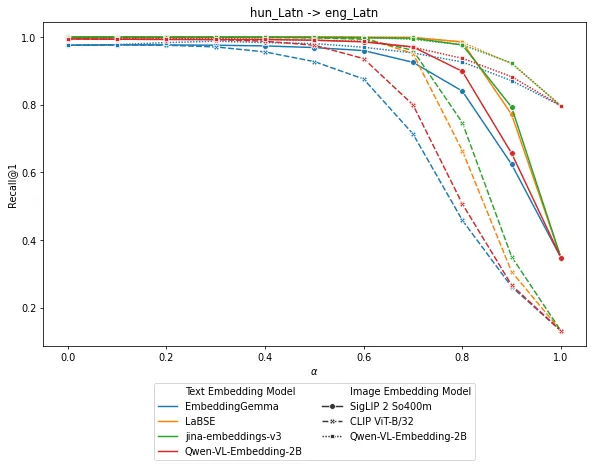 hun_Latn -> eng_Latn
Recall@1
1.0
0.8
0.6
0.4
0.2
0.0 0.2 0.4 0.6 0.8 1.0
α
Text Embedding Model
EmbeddingGemma
LaBSE
jina-embeddings-v3
Qwen-VL-Embedding-2B
Image Embedding Model
SigLIP 2 So400m
CLIP ViT-B/32
Qwen-VL-Embedding-2B